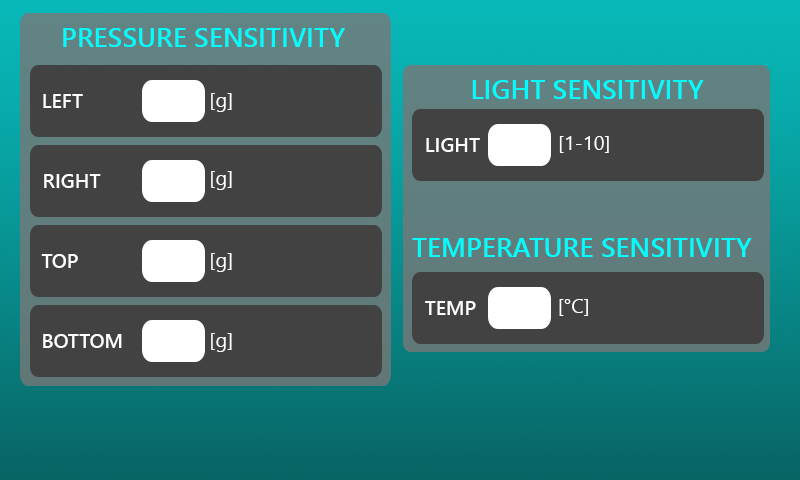 PRESSURE SENSITIVITY
LEFT [g]
RIGHT [g]
TOP [g]
BOTTOM [g]
LIGHT SENSITIVITY
LIGHT [1-10]
TEMPERATURE SENSITIVITY
TEMP [°C]